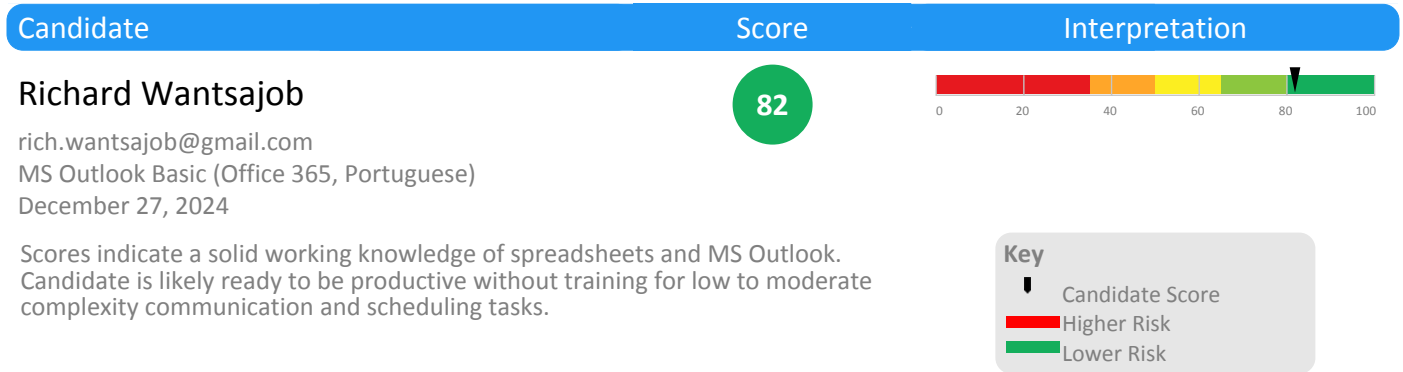 Candidate Score Interpretation
Richard Wantsajob
82
0 20 40 60 80 100
rich.wantsajob@gmail.com
MS Outlook Basic (Office 365, Portuguese)
December 27, 2024
Scores indicate a solid working knowledge of spreadsheets and MS Outlook.
Candidate is likely ready to be productive without training for low to moderate
complexity communication and scheduling tasks.
Key
Candidate Score
Higher Risk
Lower Risk